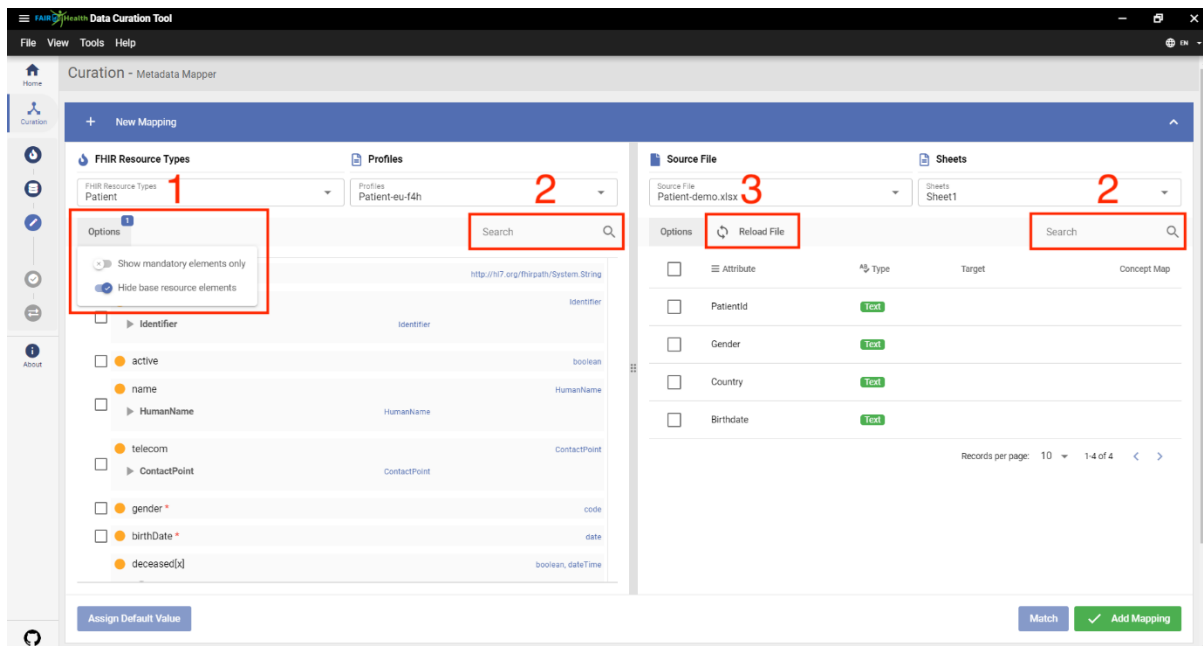 FAIR4Health Data Curation Tool
File View Tools Help
EN
Home
Curation - Metadata Mapper
Curation
+ New Mapping
FHIR Resource Types
Profiles
Source File
Sheets
FHIR Resource Types
Patient
1
Profiles
Patient-eu-f4h
2
Source File
Patient-demo.xlsx
3
Sheets
Sheet1
2
Options
1
Search
Options
Reload File
Search
Show mandatory elements only
Hide base resource elements
http://hl7.org/fhirpath/System.String
Identifier
Identifier
Identifier
active
boolean
name
HumanName
HumanName
HumanName
telecom
ContactPoint
ContactPoint
ContactPoint
gender *
code
birthDate *
date
deceased[x]
boolean, dateTime
Attribute
Type
Target
Concept Map
PatientId
Text
Gender
Text
Country
Text
Birthdate
Text
Records per page: 10 1-4 of 4
About
Assign Default Value
Match
Add Mapping